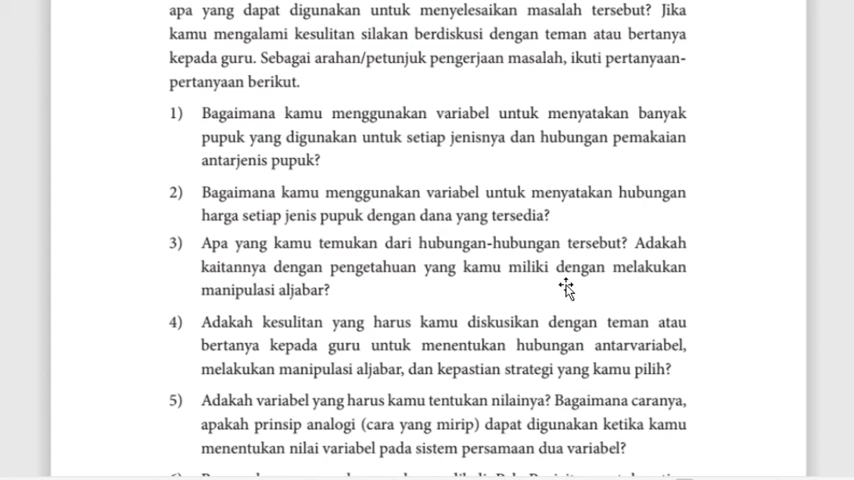 apa yang dapat digunakan untuk menyelesaikan masalah tersebut? Jika
kamu mengalami kesulitan silakan berdiskusi dengan teman atau bertanya
kepada guru. Sebagai arahan/petunjuk pengerjaan masalah, ikuti pertanyaan-
pertanyaan berikut.
1) Bagaimana kamu menggunakan variabel untuk menyatakan banyak
pupuk yang digunakan untuk setiap jenisnya dan hubungan pemakaian
antarjenis pupuk?
2) Bagaimana kamu menggunakan variabel untuk menyatakan hubungan
harga setiap jenis pupuk dengan dana yang tersedia?
3) Apa yang kamu temukan dari hubungan-hubungan tersebut? Adakah
kaitannya dengan pengetahuan yang kamu miliki dengan melakukan
manipulasi aljabar?
4) Adakah kesulitan yang harus kamu diskusikan dengan teman atau
bertanya kepada guru untuk menentukan hubungan antarvariabel,
melakukan manipulasi aljabar, dan kepastian strategi yang kamu pilih?
5) Adakah variabel yang harus kamu tentukan nilainya? Bagaimana caranya,
apakah prinsip analogi (cara yang mirip) dapat digunakan ketika kamu
menentukan nilai variabel pada sistem persamaan dua variabel?